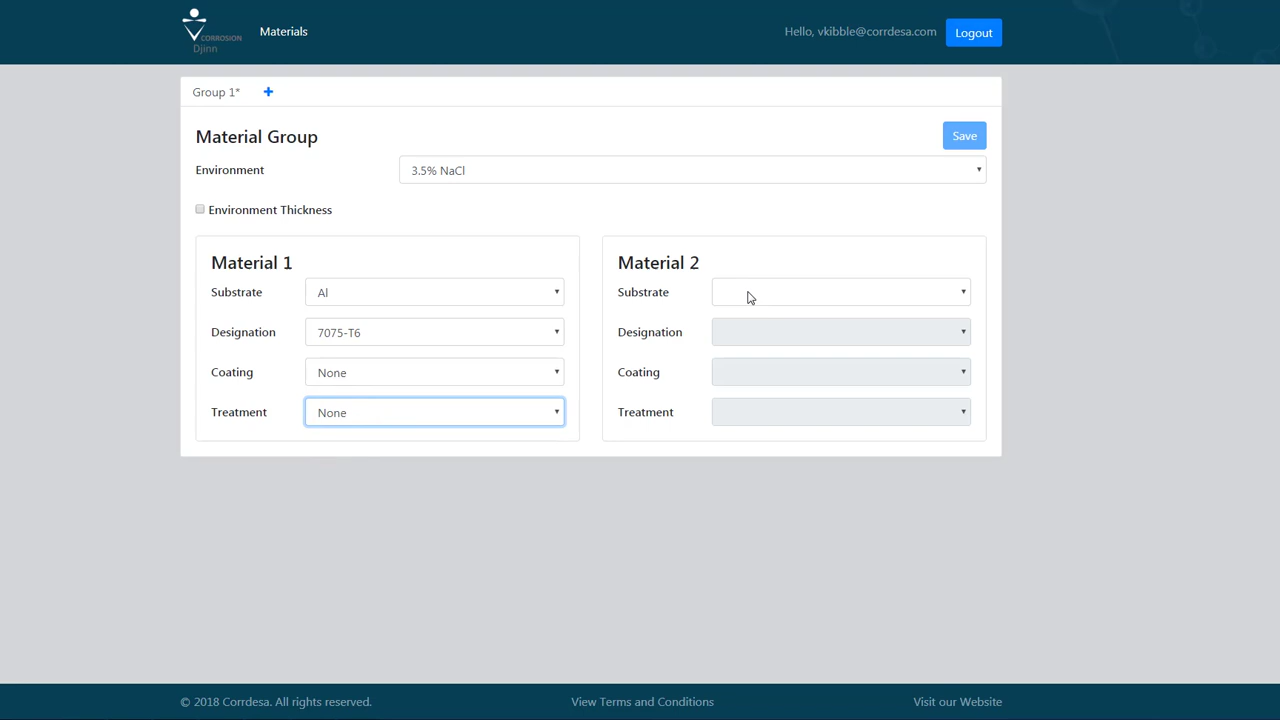 CORROSION
Djinn
Materials
Hello, vkibble@corrdesa.com
Logout
Group 1*
+
Material Group
Save
Environment
3.5% NaCl
Environment Thickness
Material 1
Substrate
Al
Designation
7075-T6
Coating
None
Treatment
None
Material 2
Substrate
Designation
Coating
Treatment
© 2018 Corrdesa. All rights reserved.
View Terms and Conditions
Visit our Website